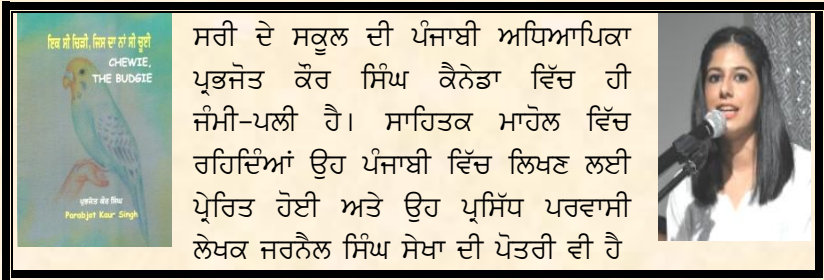 ਇਕ ਸੀ ਚਿੜੀ, ਜਿਸ ਦਾ ਨਾਂ ਸੀ ਚੂਈ
CHEWIE,
THE BUDGIE
ਪ੍ਰਭਜੋਤ ਕੌਰ ਸਿੰਘ
Parabjot Kaur Singh
ਸਰੀ ਦੇ ਸਕੂਲ ਦੀ ਪੰਜਾਬੀ ਅਧਿਆਪਿਕਾ
ਪ੍ਰਭਜੋਤ ਕੌਰ ਸਿੰਘ ਕੈਨੇਡਾ ਵਿੱਚ ਹੀ
ਜੰਮੀ-ਪਲੀ ਹੈ। ਸਾਹਿਤਕ ਮਾਹੋਲ ਵਿੱਚ
ਰਹਿਦਿੰਆਂ ਉਹ ਪੰਜਾਬੀ ਵਿੱਚ ਲਿਖਣ ਲਈ
ਪ੍ਰੇਰਿਤ ਹੋਈ ਅਤੇ ਉਹ ਪ੍ਰਸਿੱਧ ਪਰਵਾਸੀ
ਲੇਖਕ ਜਰਨੈਲ ਸਿੰਘ ਸੇਖਾ ਦੀ ਪੋਤਰੀ ਵੀ ਹੈ